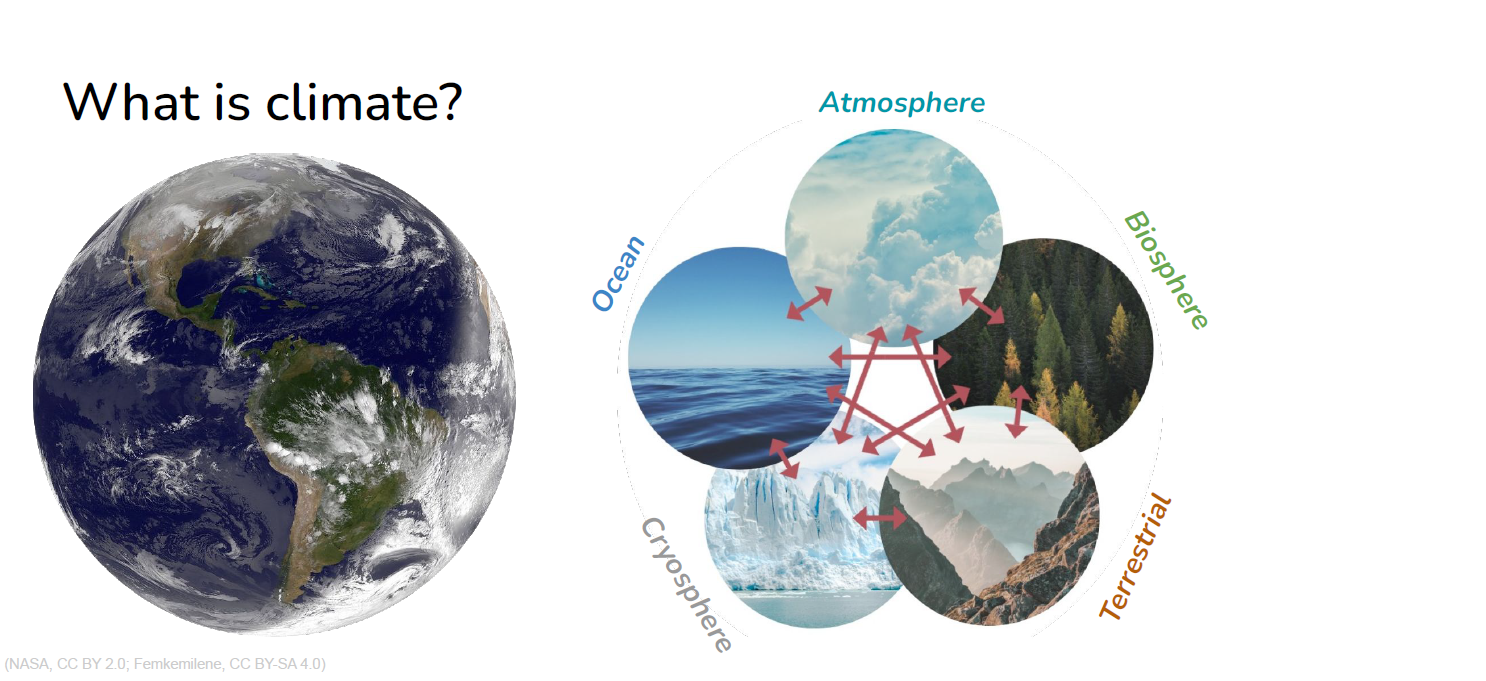 What is climate?
Atmosphere
Ocean
Biosphere
Cryosphere
Terrestrial
(NASA, CC BY 2.0; Femkemilene, CC BY-SA 4.0)